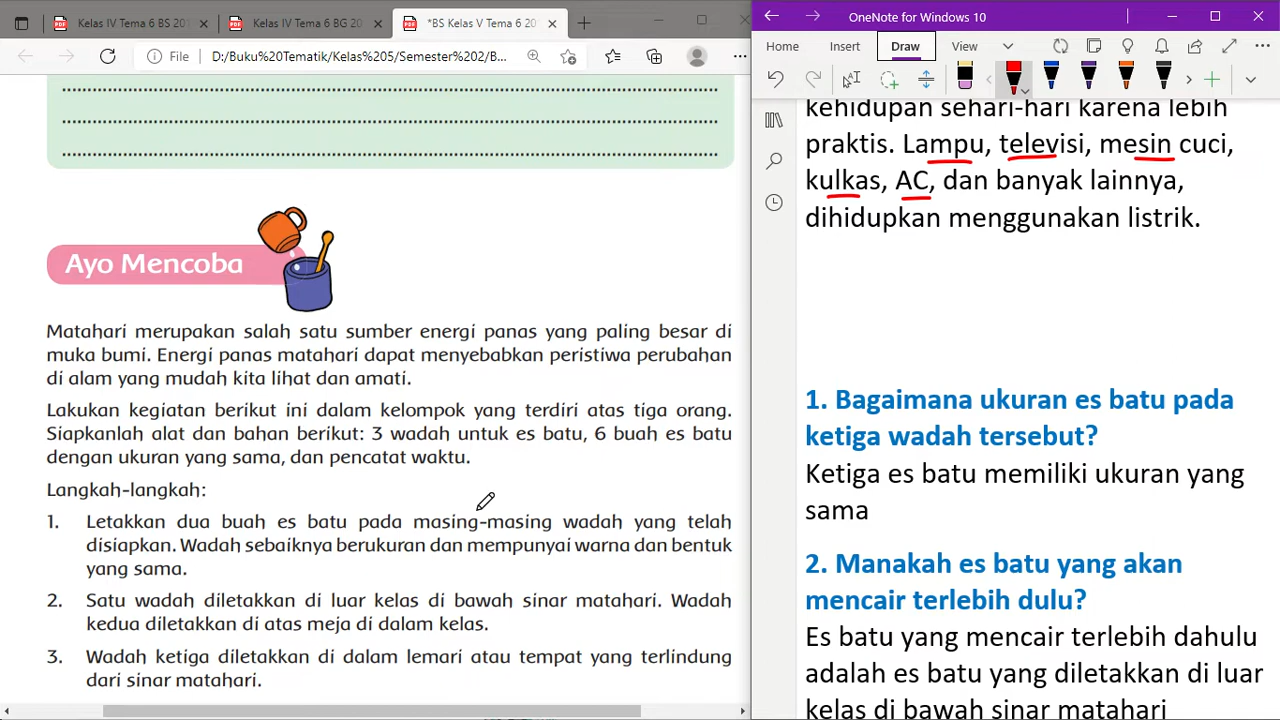 Kelas IV Tema 6 BS 201
Kelas IV Tema 6 BG 20
*BS Kelas V Tema 6 20
File
D:/Buku%20Tematik/Kelas%205/Semester%202/B...
Ayo Mencoba
Matahari merupakan salah satu sumber energi panas yang paling besar di
muka bumi. Energi panas matahari dapat menyebabkan peristiwa perubahan
di alam yang mudah kita lihat dan amati.
Lakukan kegiatan berikut ini dalam kelompok yang terdiri atas tiga orang.
Siapkanlah alat dan bahan berikut: 3 wadah untuk es batu, 6 buah es batu
dengan ukuran yang sama, dan pencatat waktu.
Langkah-langkah:
1. Letakkan dua buah es batu pada masing-masing wadah yang telah
disiapkan. Wadah sebaiknya berukuran dan mempunyai warna dan bentuk
yang sama.
2. Satu wadah diletakkan di luar kelas di bawah sinar matahari. Wadah
kedua diletakkan di atas meja di dalam kelas.
3. Wadah ketiga diletakkan di dalam lemari atau tempat yang terlindung
dari sinar matahari.
OneNote for Windows 10
Home Insert Draw View
kehidupan sehari-hari karena lebih
praktis. Lampu, televisi, mesin cuci,
kulkas, AC, dan banyak lainnya,
dihidupkan menggunakan listrik.
1. Bagaimana ukuran es batu pada
ketiga wadah tersebut?
Ketiga es batu memiliki ukuran yang
sama
2. Manakah es batu yang akan
mencair terlebih dulu?
Es batu yang mencair terlebih dahulu
adalah es batu yang diletakkan di luar
kelas di bawah sinar matahari